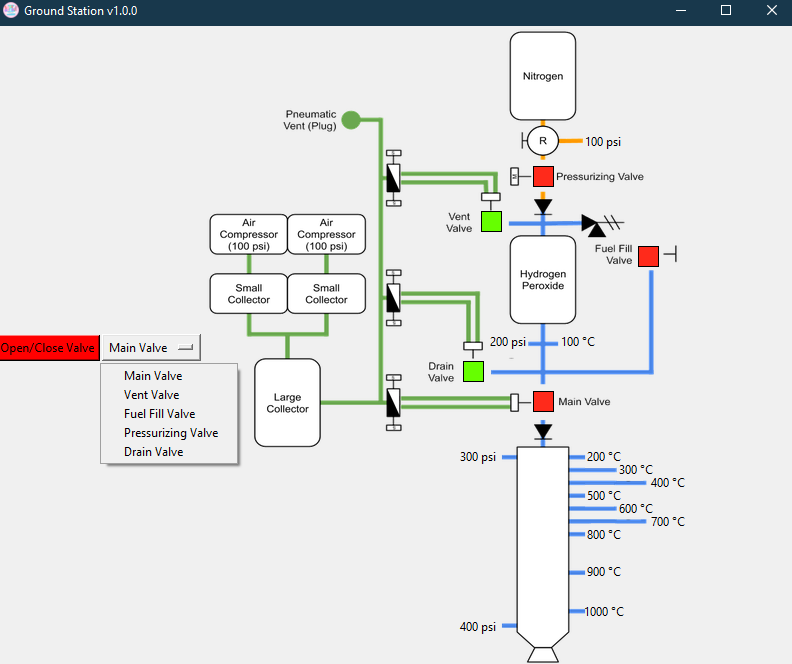 Ground Station v1.0.0
Nitrogen
Pneumatic
Vent (Plug)
R
100 psi
M
Pressurizing Valve
Vent
Valve
Air
Compressor
(100 psi)
Air
Compressor
(100 psi)
Fuel Fill
Valve
Hydrogen
Peroxide
Small
Collector
Small
Collector
200 psi
100 °C
Open/Close Valve
Main Valve
Main Valve
Vent Valve
Fuel Fill Valve
Pressurizing Valve
Drain Valve
Drain
Valve
Large
Collector
Main Valve
300 psi
200 °C
300 °C
400 °C
500 °C
600 °C
700 °C
800 °C
900 °C
1000 °C
400 psi